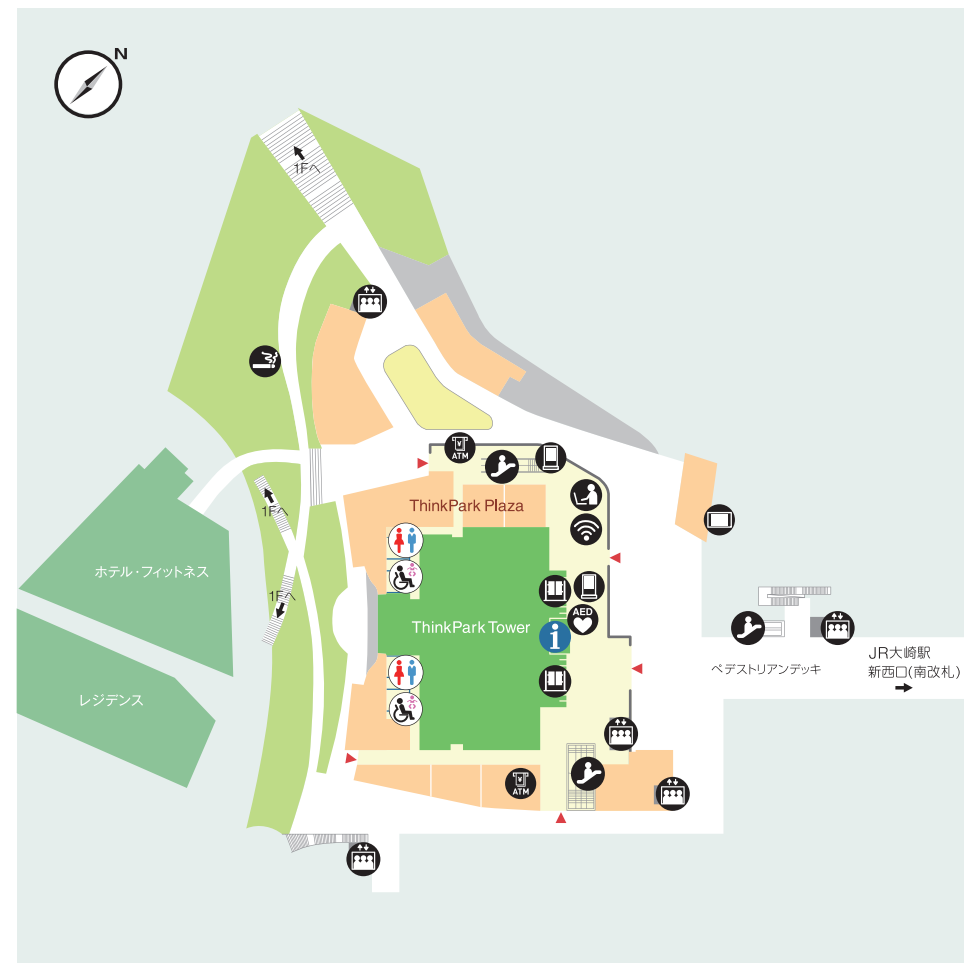 N
1Fへ
ATM
ThinkPark Plaza
1Fへ
ホテル・フィットネス
1Fへ
AED
ThinkPark Tower
i
JR大崎駅
新西口(南改札)
ペデストリアンデッキ
レジデンス
ATM